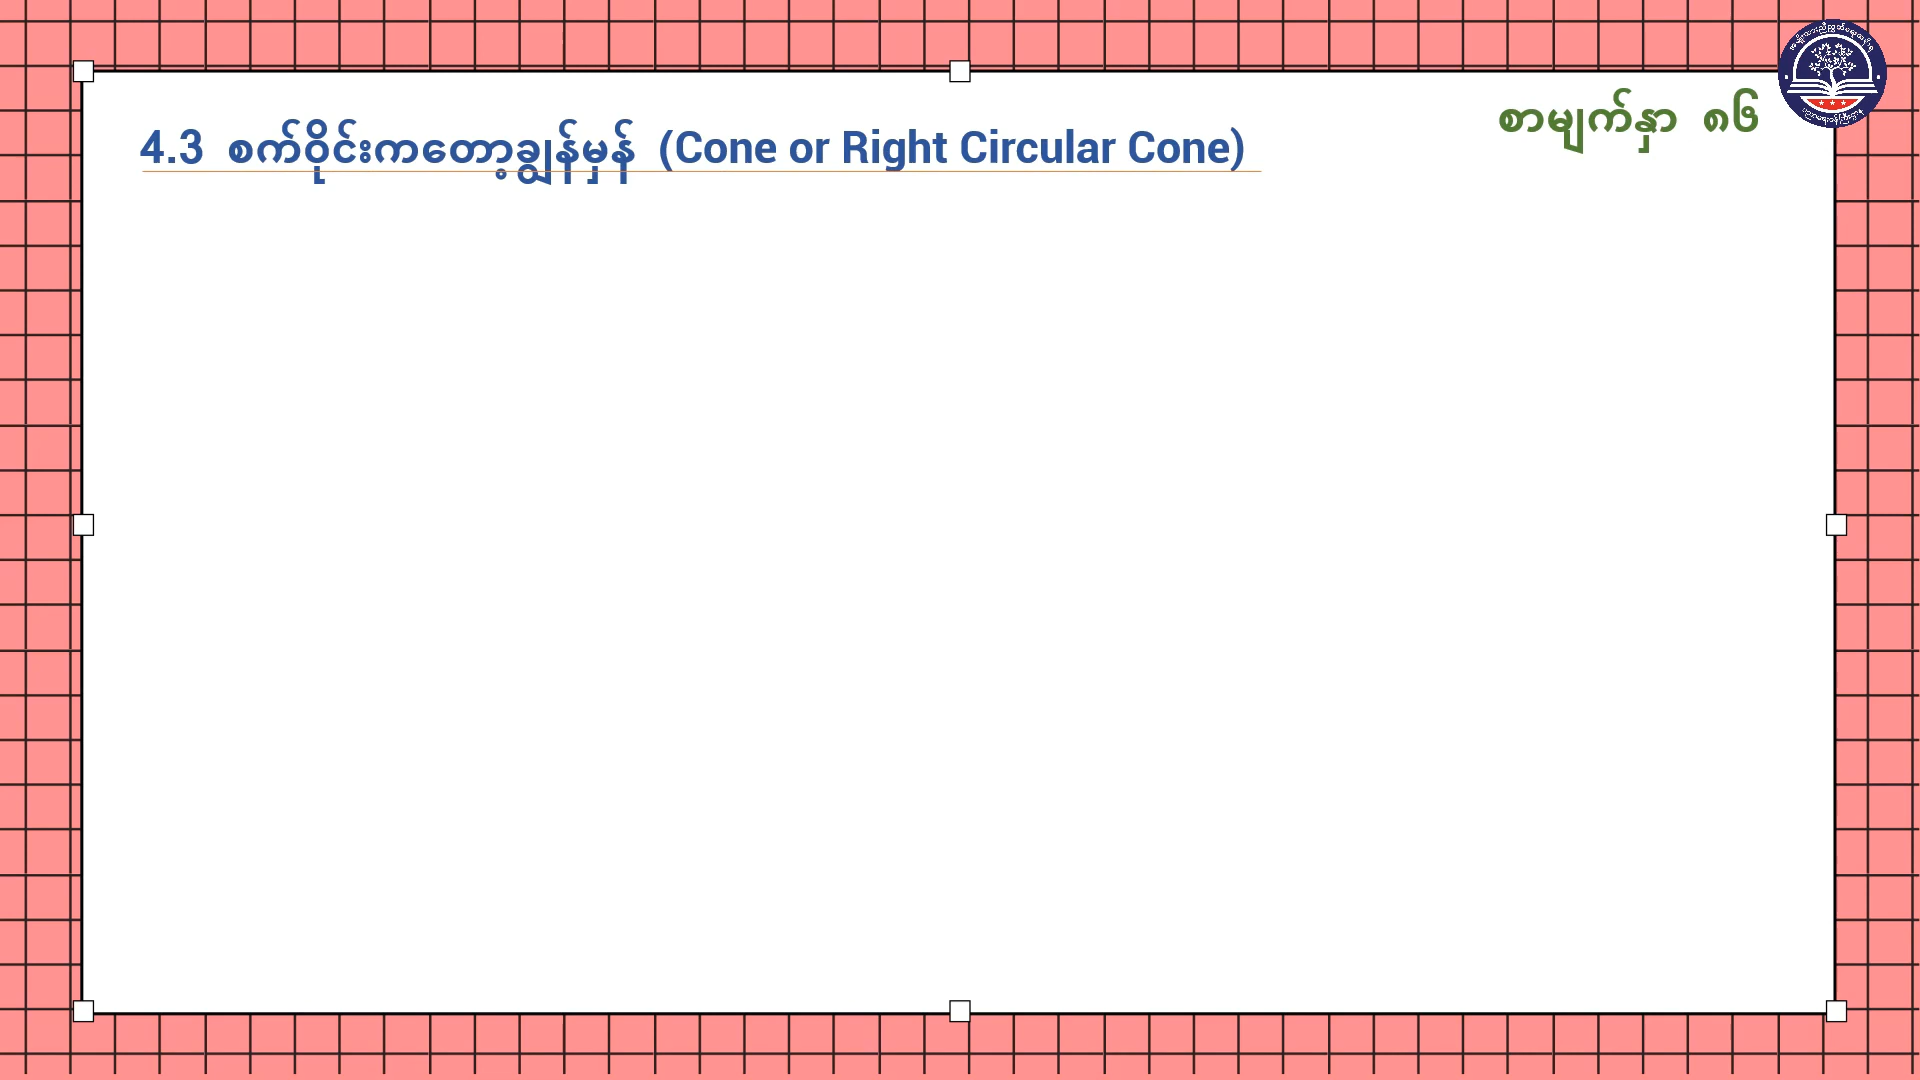 စာမျက်နှာ ၈၆
4.3 စက်ဝိုင်းကတော့ချွန်မှန် (Cone or Right Circular Cone)